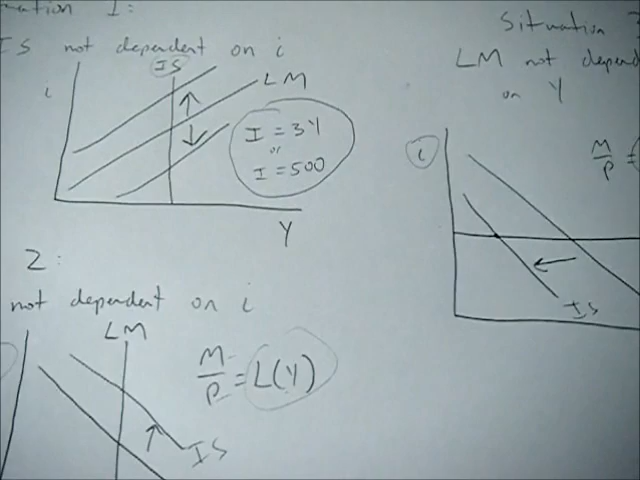 1:
IS not dependent on i
IS
LM
i
I = 3Y
or
I = 500
Y
2:
not dependent on i
LM
M/P = L(Y)
IS
Situation
LM not
on Y
i
M/P =
IS